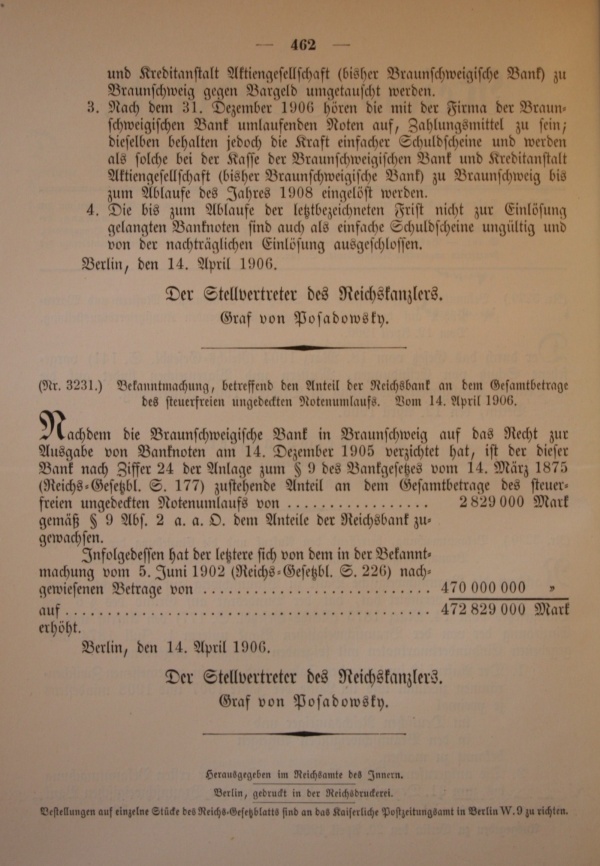 — 462 —
und Kreditanstalt Aktiengesellschaft (bisher Braunschweigische Bank) zu
Braunschweig gegen Bargeld umgetauscht werden.
3. Nach dem 31. Dezember 1906 hören die mit der Firma der Braun-
schweigischen Bank umlaufenden Noten auf, Zahlungsmittel zu sein;
dieselben behalten jedoch die Kraft einfacher Schuldscheine und werden
als solche bei der Kasse der Braunschweigischen Bank und Kreditanstalt
Aktiengesellschaft (bisher Braunschweigische Bank) zu Braunschweig bis
zum Ablaufe des Jahres 1908 eingelöst werden.
4. Die bis zum Ablaufe der letztbezeichneten Frist nicht zur Einlösung
gelangten Banknoten sind auch als einfache Schuldscheine ungültig und
von der nachträglichen Einlösung ausgeschlossen.
Berlin, den 14. April 1906.
Der Stellvertreter des Reichskanzlers.
Graf von Posadowsky.
(Nr. 3231.) Bekanntmachung, betreffend den Anteil der Reichsbank an dem Gesamtbetrage
des steuerfreien ungedeckten Notenumlaufs. Vom 14. April 1906.
Nachdem die Braunschweigische Bank in Braunschweig auf das Recht zur
Ausgabe von Banknoten am 14. Dezember 1905 verzichtet hat, ist der dieser
Bank nach Ziffer 24 der Anlage zum § 9 des Bankgesetzes vom 14. März 1875
(Reichs-Gesetzbl. S. 177) zustehende Anteil an dem Gesamtbetrage des steuer-
freien ungedeckten Notenumlaufs von ................ 2 829 000 Mark
gemäß § 9 Abs. 2 a. a. O. dem Anteile der Reichsbank zu-
gewachsen.
Infolgedessen hat der letztere sich von dem in der Bekannt-
machung vom 5. Juni 1902 (Reichs-Gesetzbl. S. 226) nach-
gewiesenen Betrage von ......................... 470 000 000 "
auf ........................................ 472 829 000 Mark
erhöht.
Berlin, den 14. April 1906.
Der Stellvertreter des Reichskanzlers.
Graf von Posadowsky.
Herausgegeben im Reichsamte des Innern.
Berlin, gedruckt in der Reichsdruckerei.
Bestellungen auf einzelne Stücke des Reichs-Gesetzblatts sind an das Kaiserliche Postzeitungsamt in Berlin W. 9 zu richten.